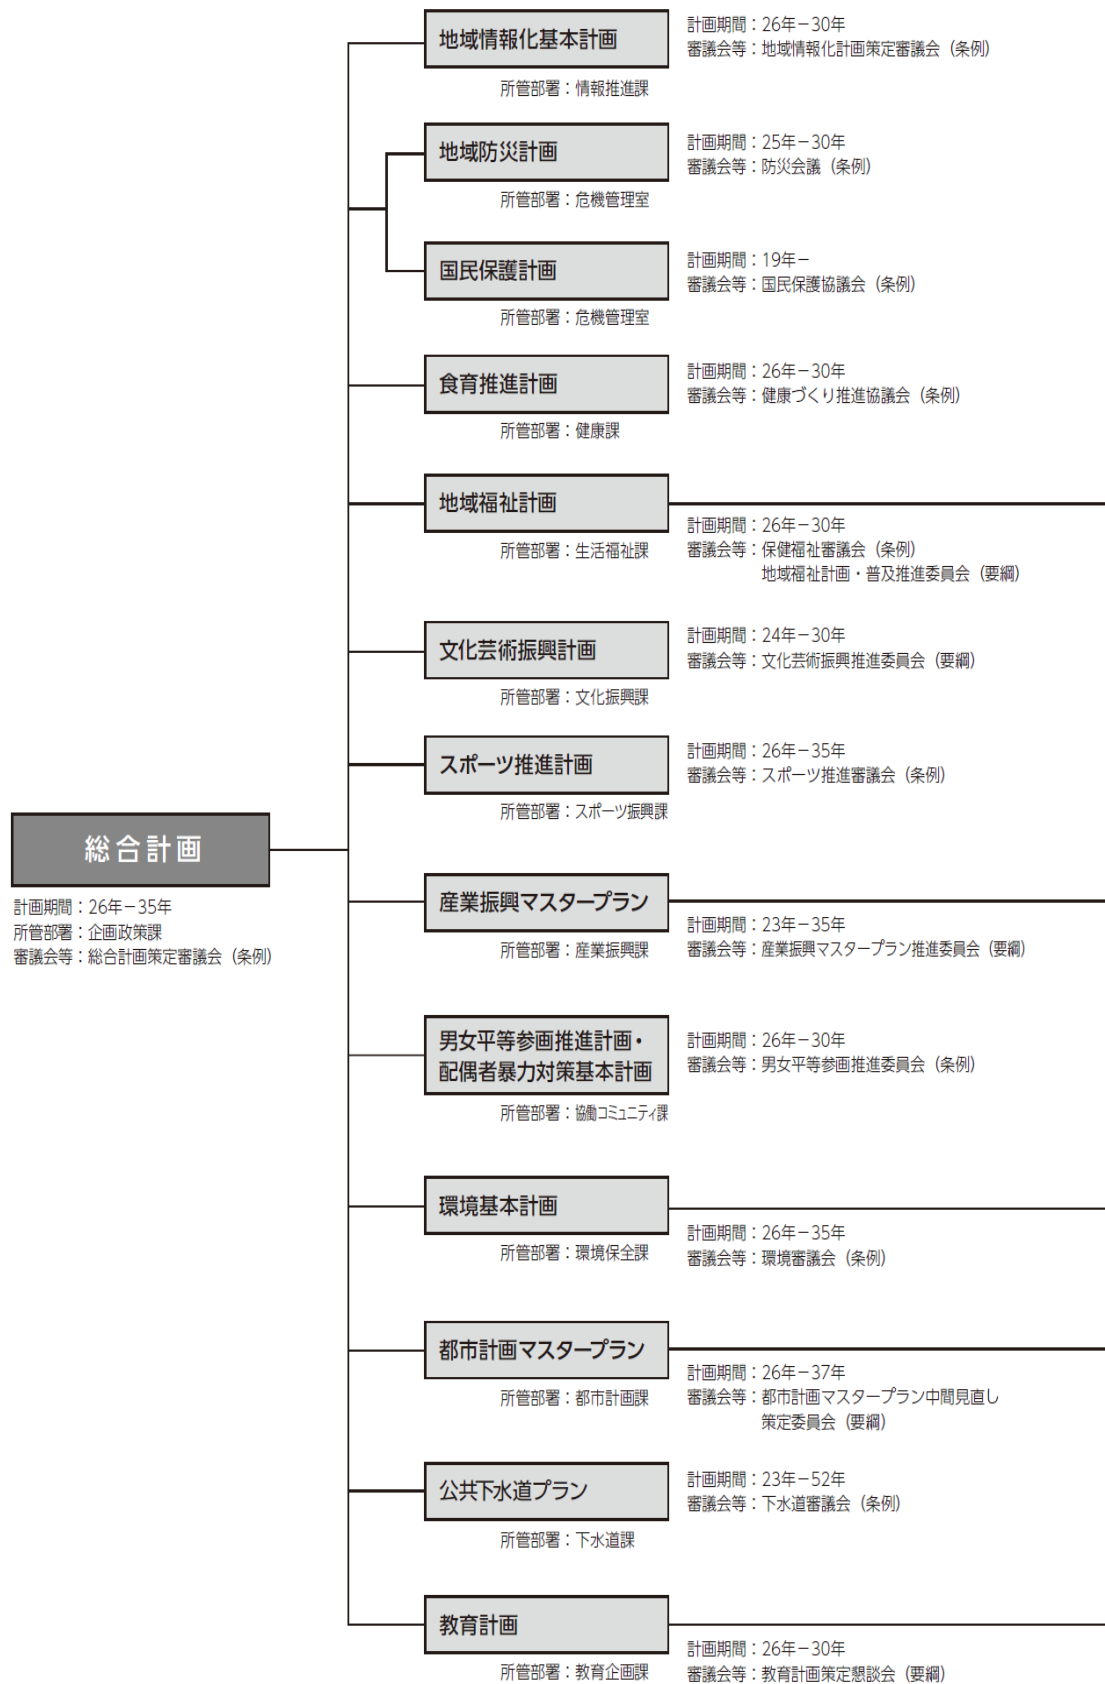 地域情報化基本計画
計画期間：26年－30年
審議会等：地域情報化計画策定審議会（条例）
所管部署：情報推進課
地域防災計画
計画期間：25年－30年
審議会等：防災会議（条例）
所管部署：危機管理室
国民保護計画
計画期間：19年－
審議会等：国民保護協議会（条例）
所管部署：危機管理室
食育推進計画
計画期間：26年－30年
審議会等：健康づくり推進協議会（条例）
所管部署：健康課
地域福祉計画
計画期間：26年－30年
審議会等：保健福祉審議会（条例）
地域福祉計画・普及推進委員会（要綱）
所管部署：生活福祉課
文化芸術振興計画
計画期間：24年－30年
審議会等：文化芸術振興推進委員会（要綱）
所管部署：文化振興課
スポーツ推進計画
計画期間：26年－35年
審議会等：スポーツ推進審議会（条例）
所管部署：スポーツ振興課
総合計画
計画期間：26年－35年
所管部署：企画政策課
審議会等：総合計画策定審議会（条例）
産業振興マスタープラン
計画期間：23年－35年
審議会等：産業振興マスタープラン推進委員会（要綱）
所管部署：産業振興課
男女平等参画推進計画・
配偶者暴力対策基本計画
計画期間：26年－30年
審議会等：男女平等参画推進委員会（条例）
所管部署：協働コミュニティ課
環境基本計画
計画期間：26年－35年
審議会等：環境審議会（条例）
所管部署：環境保全課
都市計画マスタープラン
計画期間：26年－37年
審議会等：都市計画マスタープラン中間見直し
策定委員会（要綱）
所管部署：都市計画課
公共下水道プラン
計画期間：23年－52年
審議会等：下水道審議会（条例）
所管部署：下水道課
教育計画
計画期間：26年－30年
審議会等：教育計画策定懇談会（要綱）
所管部署：教育企画課